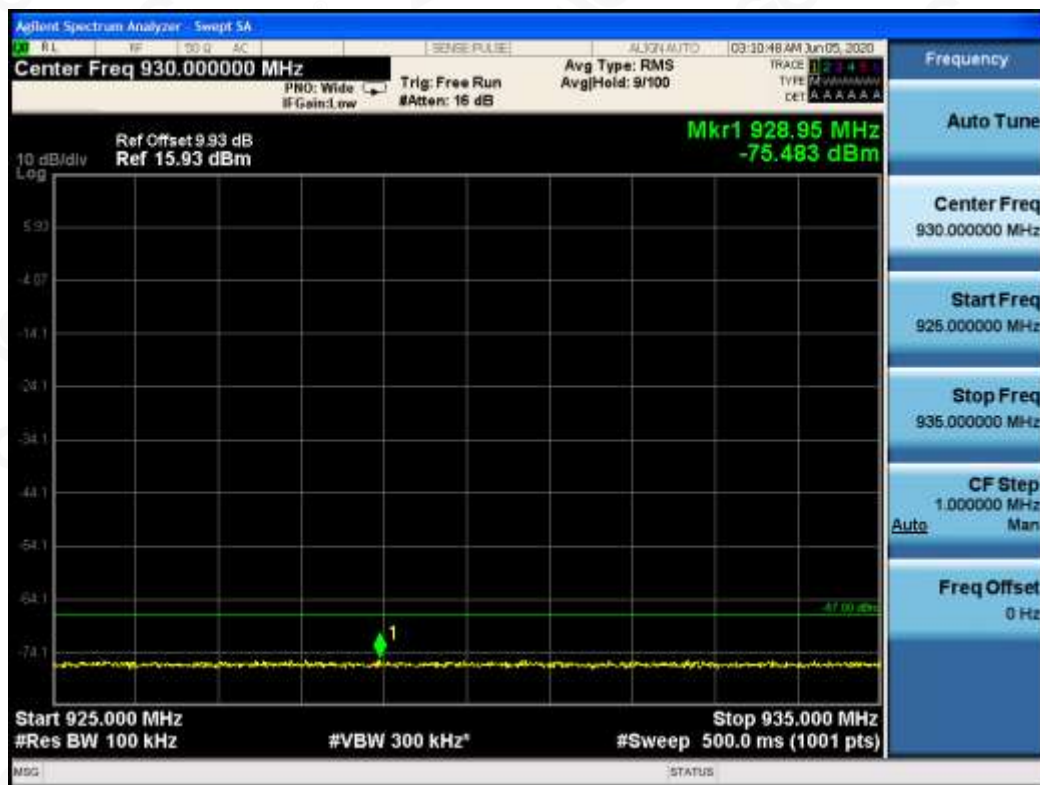 Agilent Spectrum Analyzer - Swept SA
RL RF 50 Ω AC SENSE:PULSE ALIGN AUTO 03:10:48 AM Jun 05, 2020
Center Freq 930.000000 MHz
PNO: Wide
IFGain:Low
Trig: Free Run
#Atten: 16 dB
Avg Type: RMS
Avg|Hold: 9/100
TRACE 1 2 3 4 5 6
TYPE
DET A A A A A A
Mkr1 928.95 MHz
-75.483 dBm
Ref Offset 9.93 dB
10 dB/div Ref 15.93 dBm
Log
5.93
-4.07
-14.1
-24.1
-34.1
-44.1
-54.1
-64.1
-74.1
1
Start 925.000 MHz Stop 935.000 MHz
#Res BW 100 kHz #VBW 300 kHz* #Sweep 500.0 ms (1001 pts)
MSG STATUS
Frequency
Auto Tune
Center Freq
930.000000 MHz
Start Freq
925.000000 MHz
Stop Freq
935.000000 MHz
CF Step
1.000000 MHz
Auto Man
Freq Offset
0 Hz